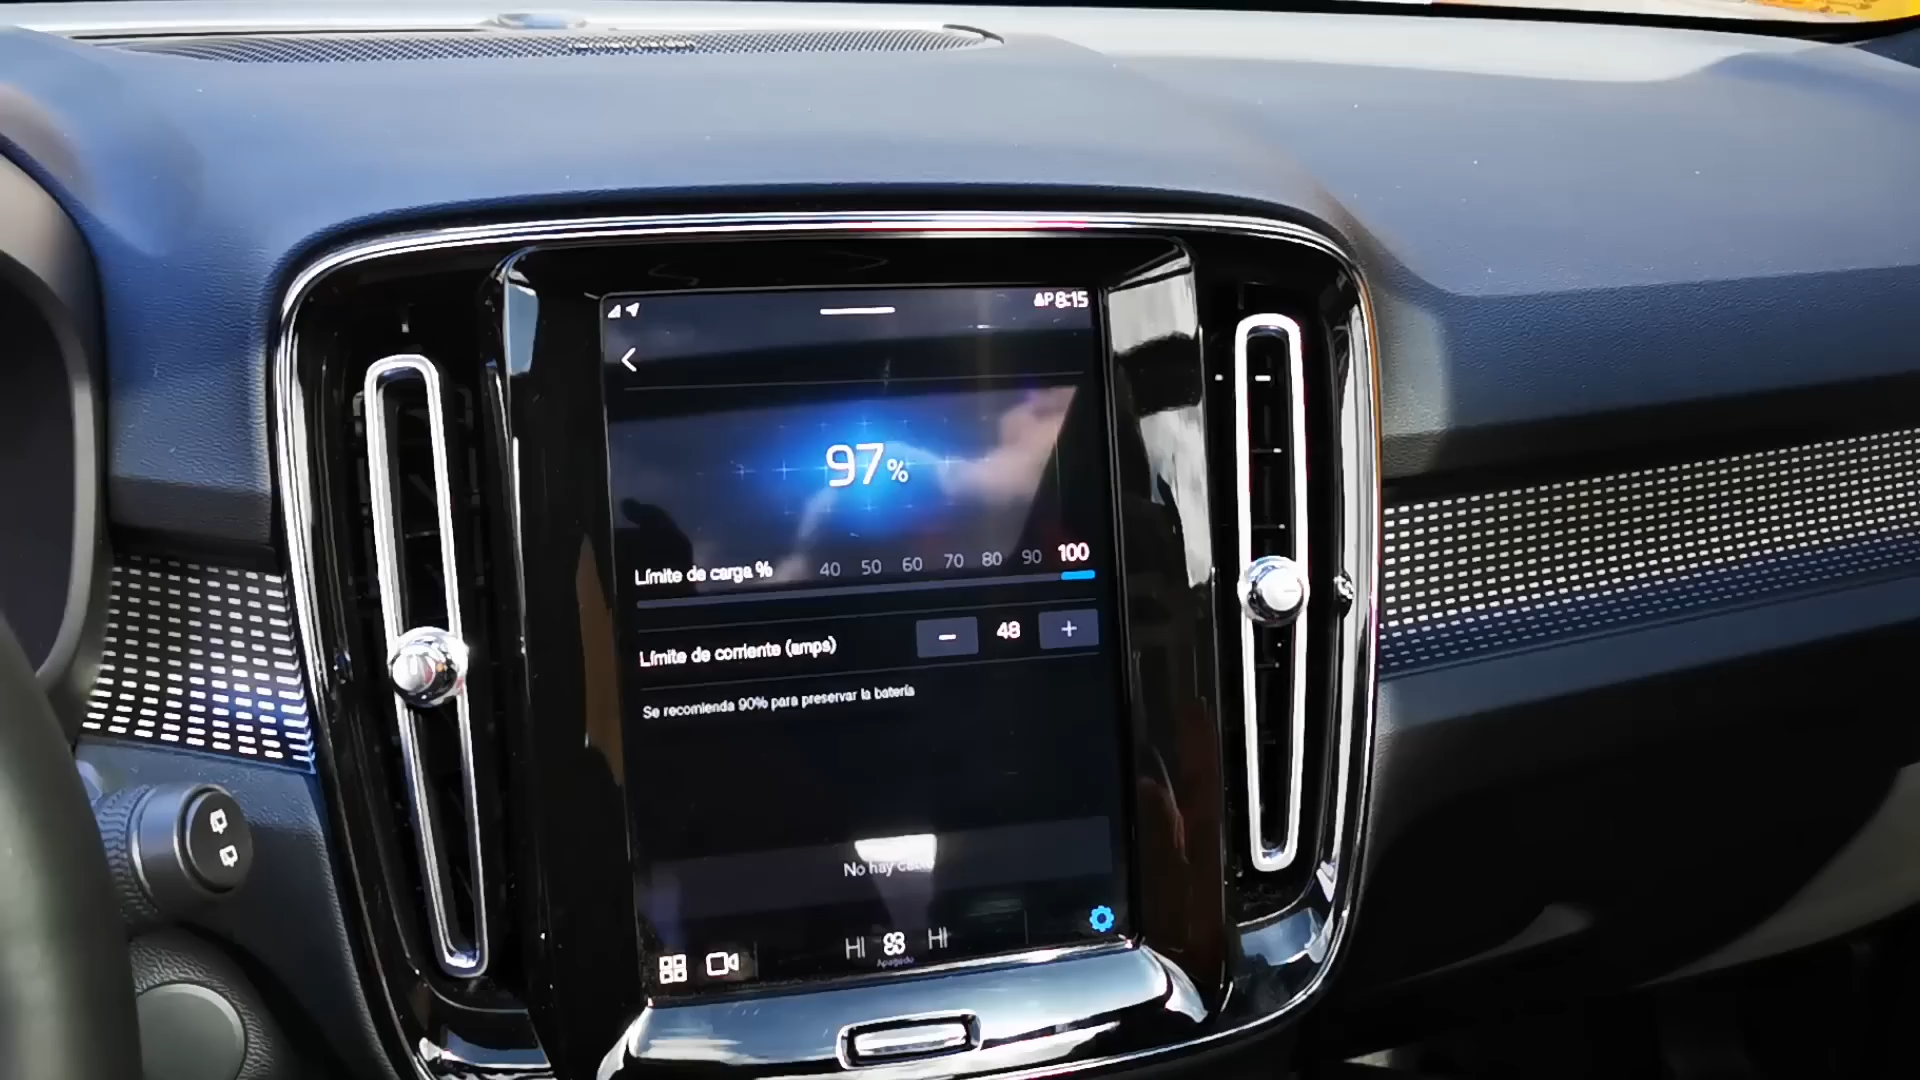 8:15
97%
Límite de carga % 40 50 60 70 80 90 100
Límite de corriente (amps) − 48 +
Se recomienda 90% para preservar la batería
No hay
HI HI
Apagado